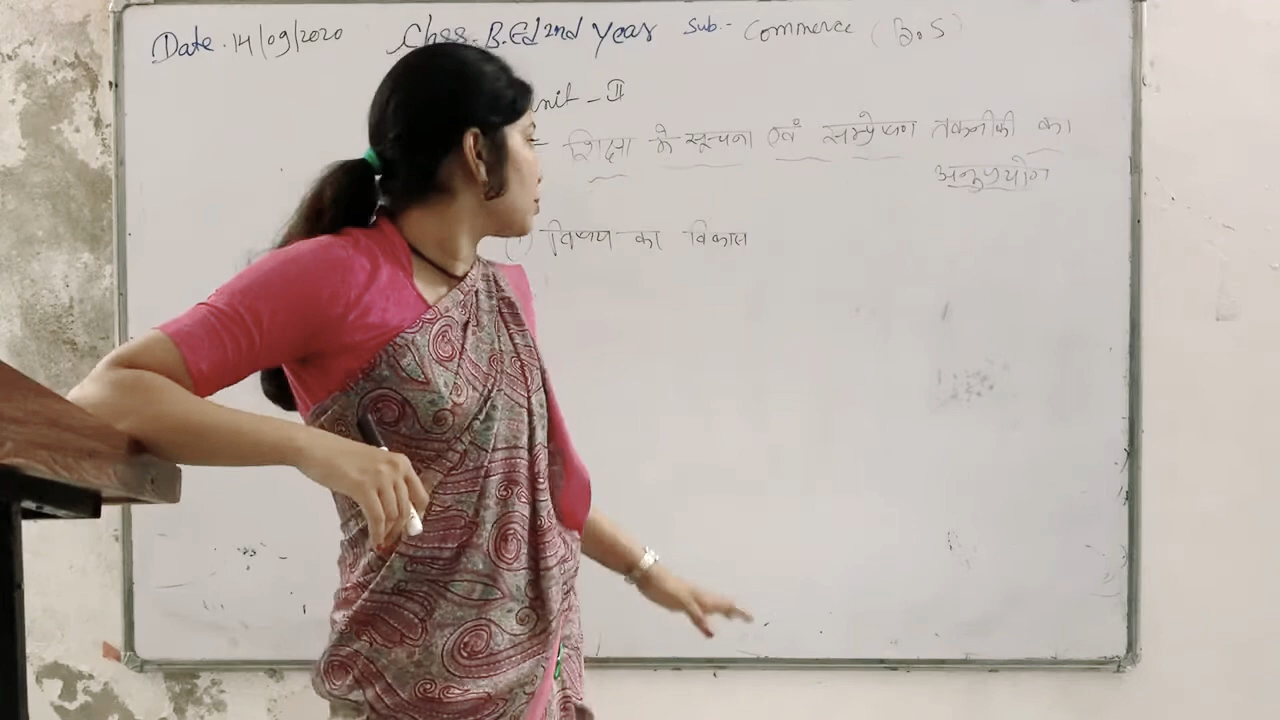 Date. 14/09/2020 Class- B.Ed 2nd Year Sub.- Commerce (B.S)
unit - II
शिक्षा मे सूचना एवं सम्प्रेषण तकनीकी का
अनुप्रयोग
विषय का विकास